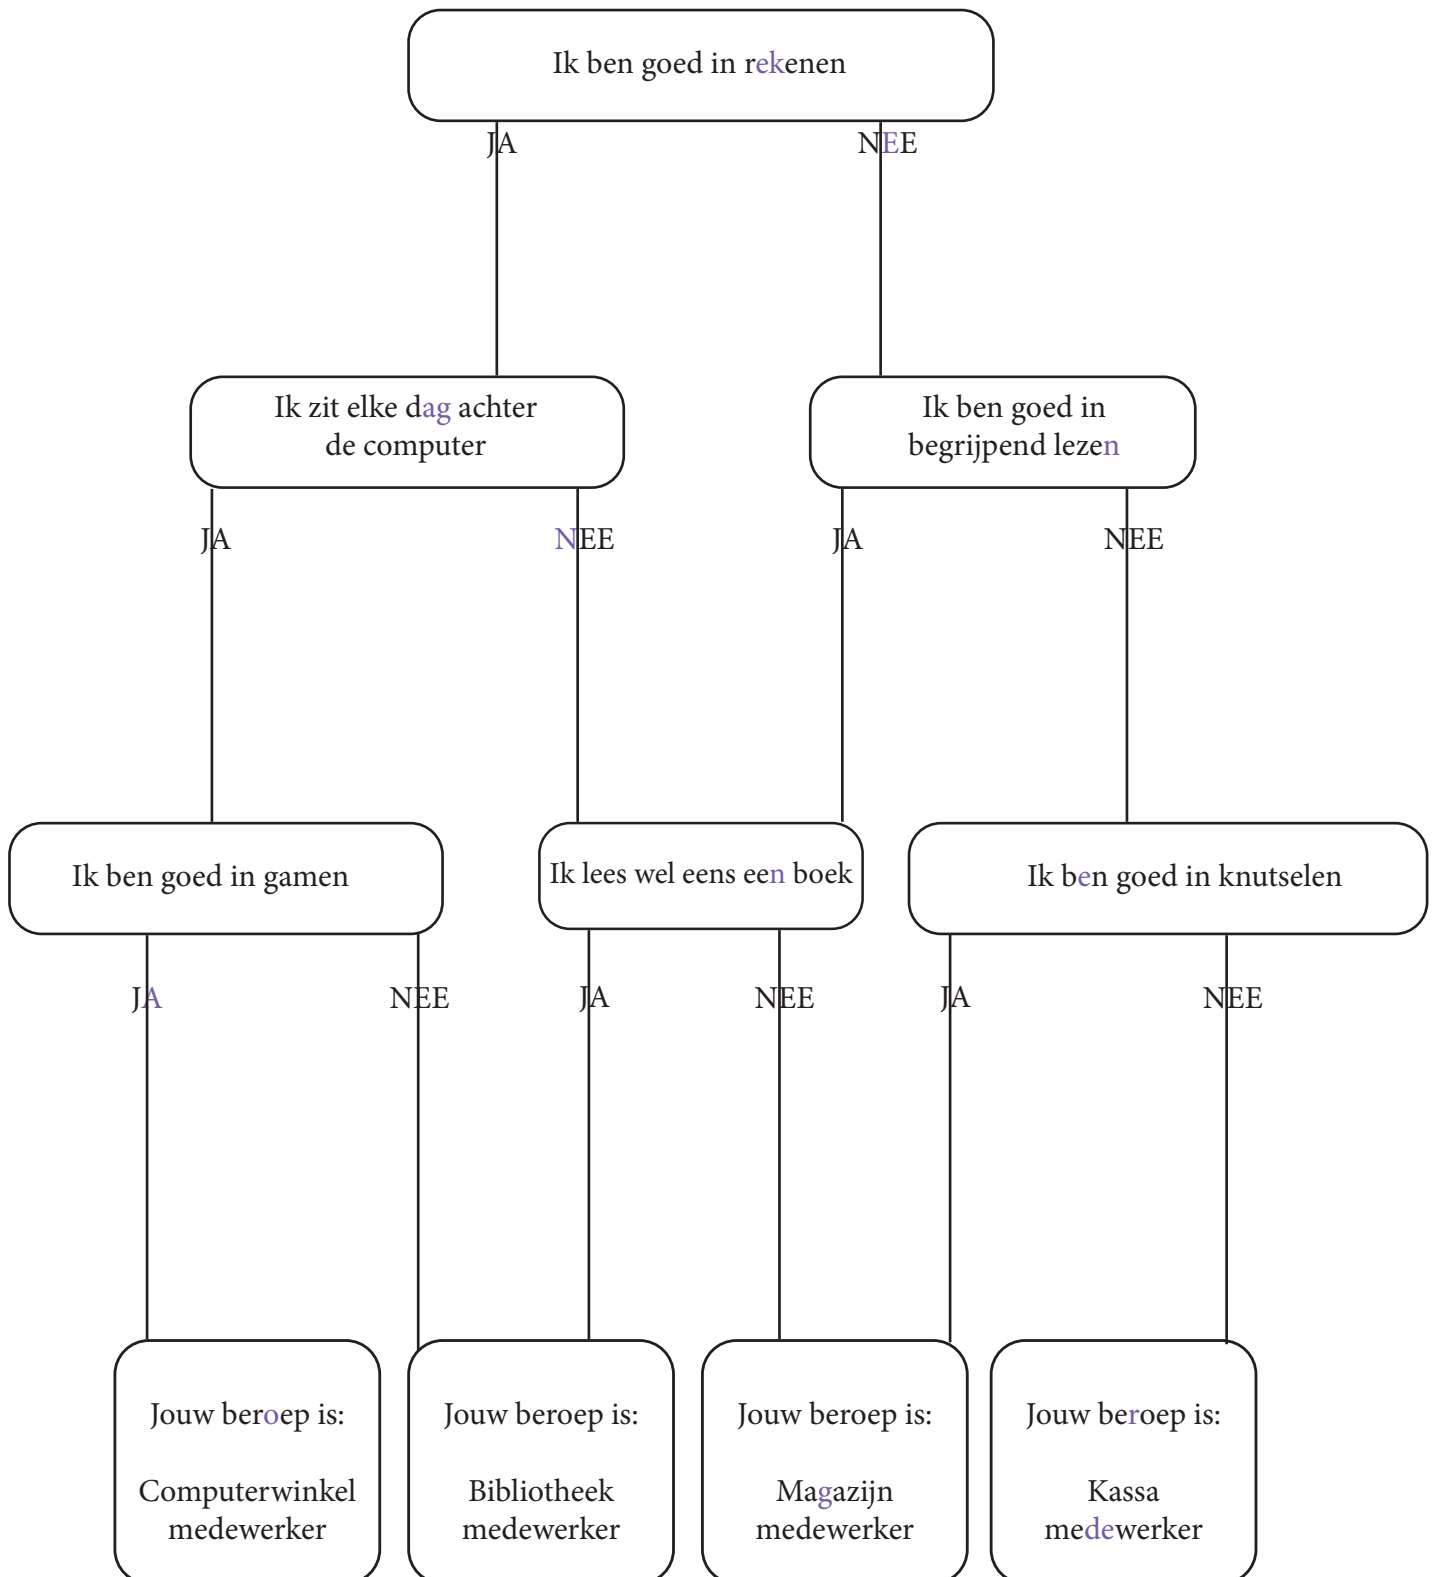 Ik ben goed in rekenen
JA
NEE
Ik zit elke dag achter
de computer
Ik ben goed in
begrijpend lezen
JA
NEE
JA
NEE
Ik ben goed in gamen
Ik lees wel eens een boek
Ik ben goed in knutselen
JA
NEE
JA
NEE
JA
NEE
Jouw beroep is:
Computerwinkel
medewerker
Jouw beroep is:
Bibliotheek
medewerker
Jouw beroep is:
Magazijn
medewerker
Jouw beroep is:
Kassa
medewerker